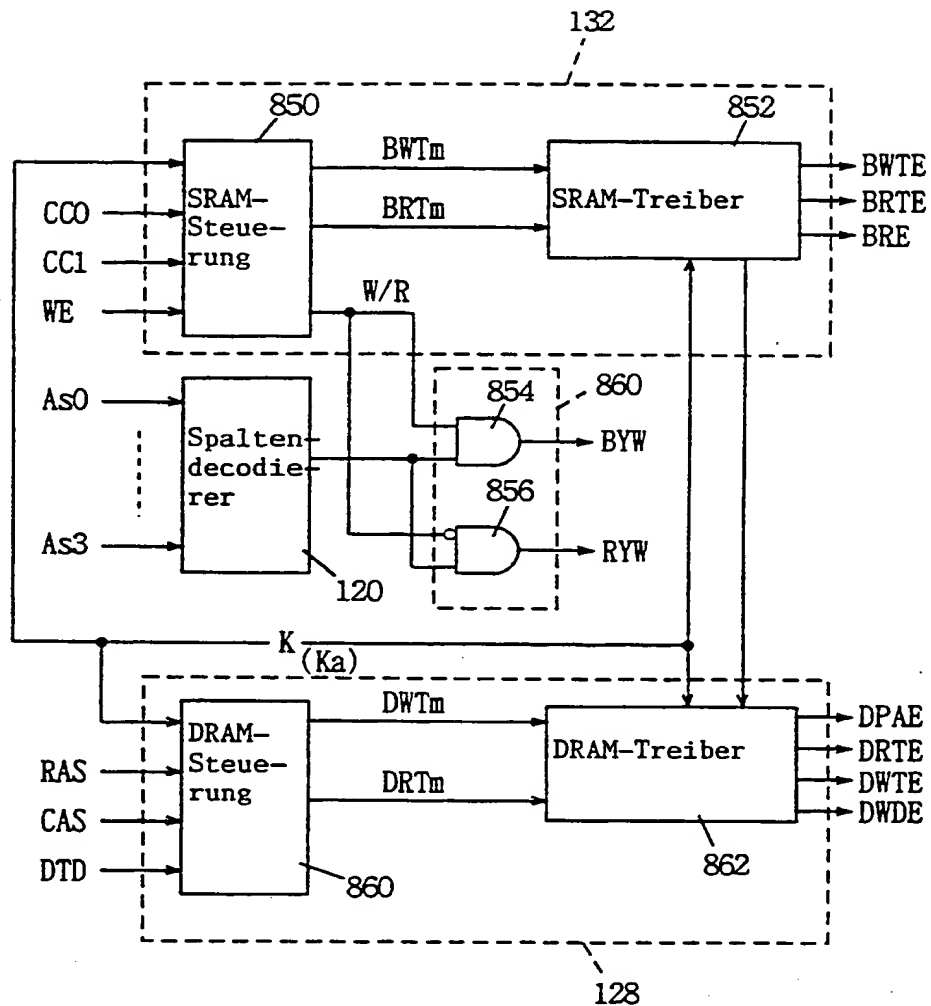 132
850
852
BWTm
BWTE
SRAM-
Steue-
rung
SRAM-Treiber
CC0
BRTm
BRTE
CC1
BRE
WE
W/R
854
860
As0
Spalten-
decodie-
rer
BYW
856
As3
RYW
120
K
(Ka)
DRAM-
Steue-
rung
DWTm
DPAE
DRAM-Treiber
DRTE
RAS
DRTm
DWTE
CAS
DWDE
DTD
860
862
128